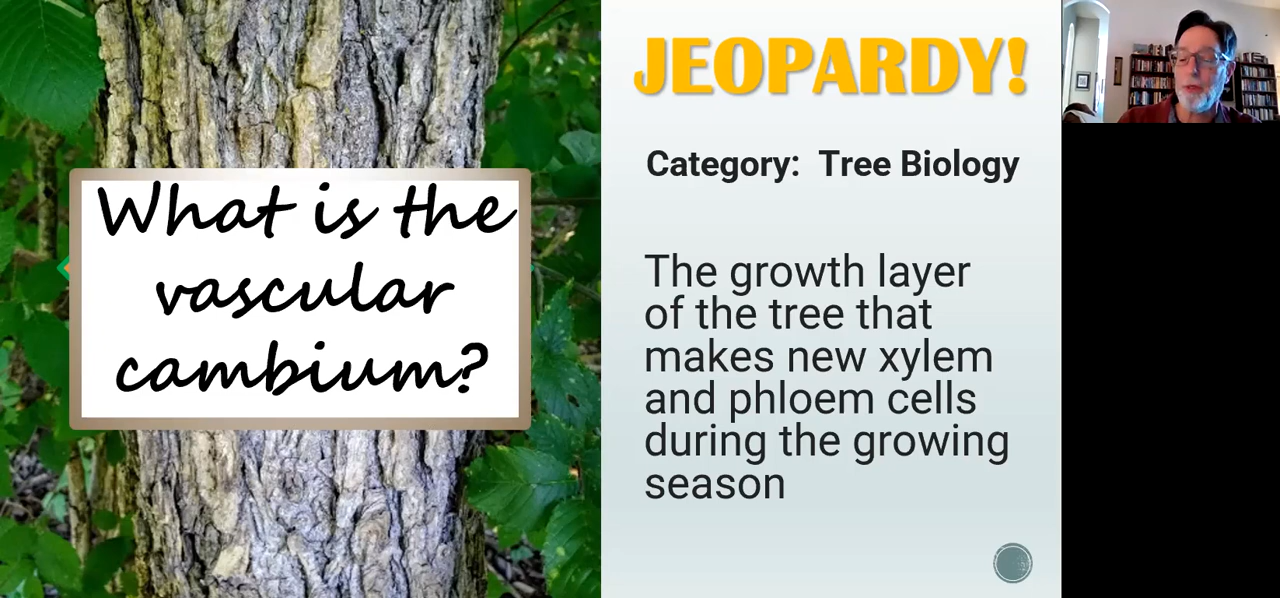 What is the
vascular
cambium?
JEOPARDY!
Category: Tree Biology
The growth layer
of the tree that
makes new xylem
and phloem cells
during the growing
season